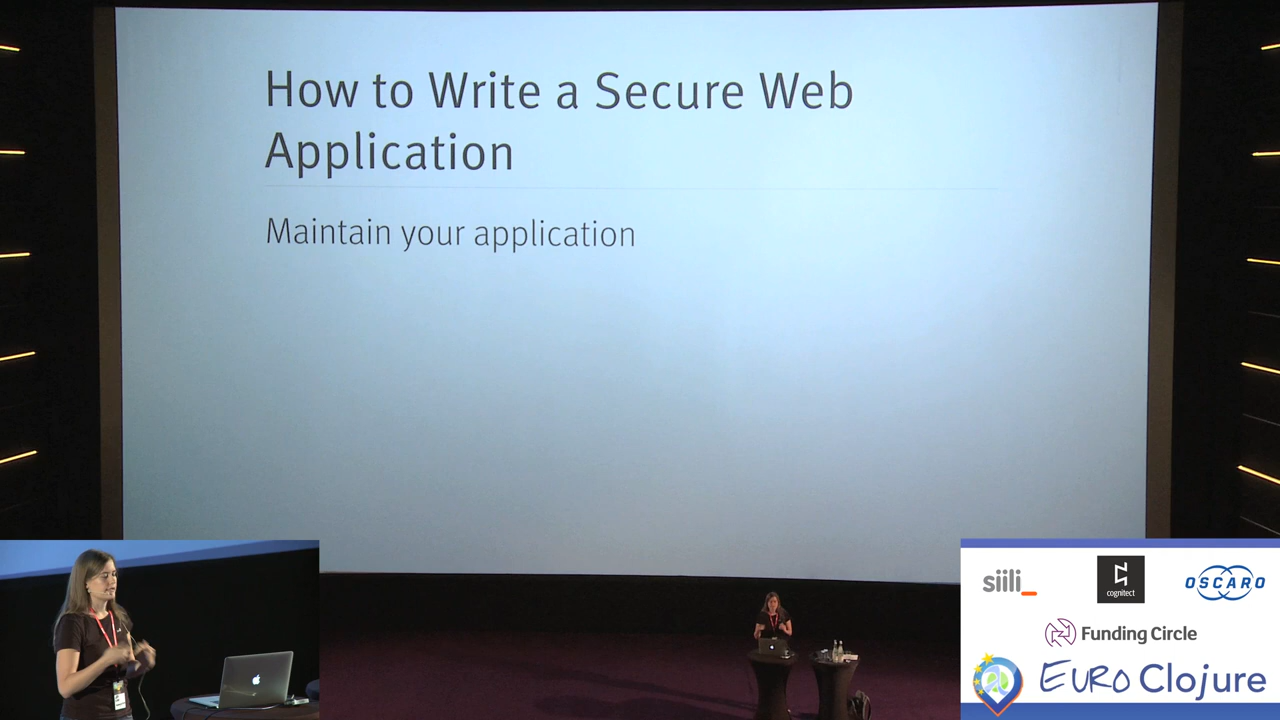 How to Write a Secure Web
Application
Maintain your application
siili_
cognitect
OSCARO
Funding Circle
EURO Clojure